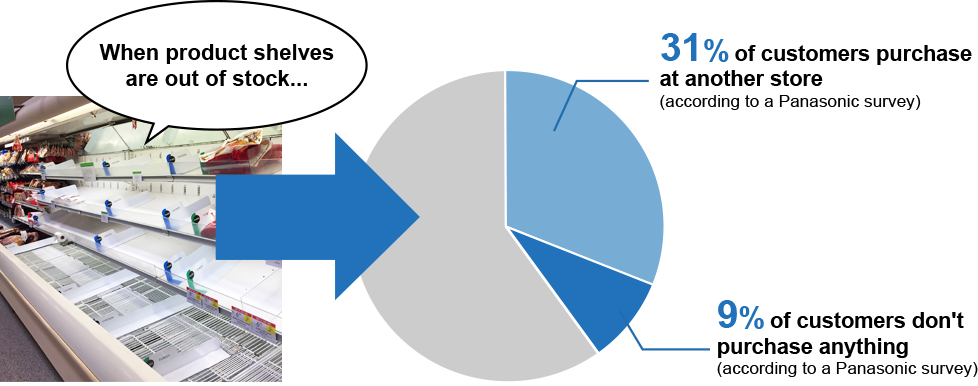 When product shelves
are out of stock...
31% of customers purchase
at another store
(according to a Panasonic survey)
9% of customers don't
purchase anything
(according to a Panasonic survey)